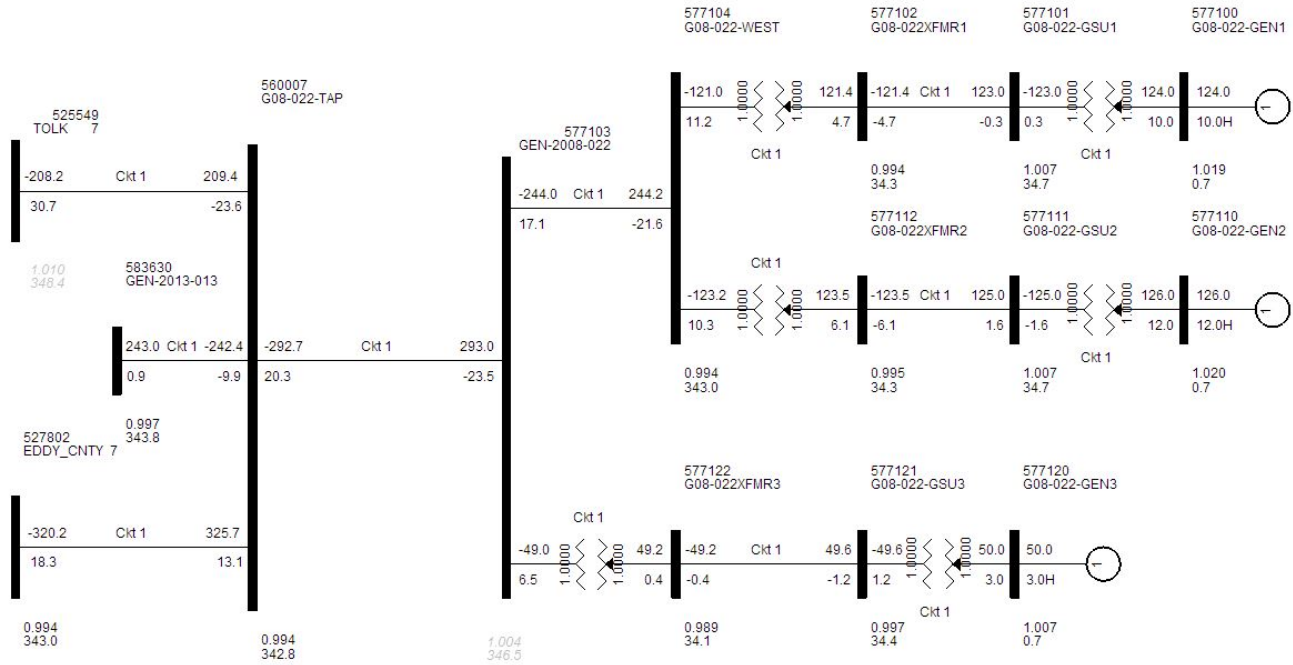 577104
G08-022-WEST
577102
G08-022XFMR1
577101
G08-022-GSU1
577100
G08-022-GEN1
560007
G08-022-TAP
525549
TOLK 7
577103
GEN-2008-022
-121.0
11.2
1.0000
1.0000
Ckt 1
121.4
4.7
-121.4 Ckt 1 123.0
-4.7 -0.3
-123.0
0.3
1.0000
1.0000
Ckt 1
124.0
10.0
124.0
10.0H
1
0.994
34.3
1.007
34.7
1.019
0.7
-208.2 Ckt 1 209.4
30.7 -23.6
-244.0 Ckt 1 244.2
17.1 -21.6
577112
G08-022XFMR2
577111
G08-022-GSU2
577110
G08-022-GEN2
1.010
348.4
583630
GEN-2013-013
Ckt 1
-123.2
10.3
1.0000
1.0000
123.5
6.1
-123.5 Ckt 1 125.0
-6.1 1.6
-125.0
-1.6
1.0000
1.0000
Ckt 1
126.0
12.0
126.0
12.0H
1
243.0 Ckt 1 -242.4
0.9 -9.9
-292.7 Ckt 1 293.0
20.3 -23.5
0.994
343.0
0.995
34.3
1.007
34.7
1.020
0.7
0.997
343.8
527802
EDDY_CNTY 7
577122
G08-022XFMR3
577121
G08-022-GSU3
577120
G08-022-GEN3
-320.2 Ckt 1 325.7
18.3 13.1
Ckt 1
-49.0
6.5
1.0000
1.0000
49.2
0.4
-49.2 Ckt 1 49.6
-0.4 -1.2
-49.6
1.2
1.0000
1.0000
Ckt 1
50.0
3.0
50.0
3.0H
1
0.994
343.0
0.994
342.8
1.004
346.5
0.989
34.1
0.997
34.4
1.007
0.7